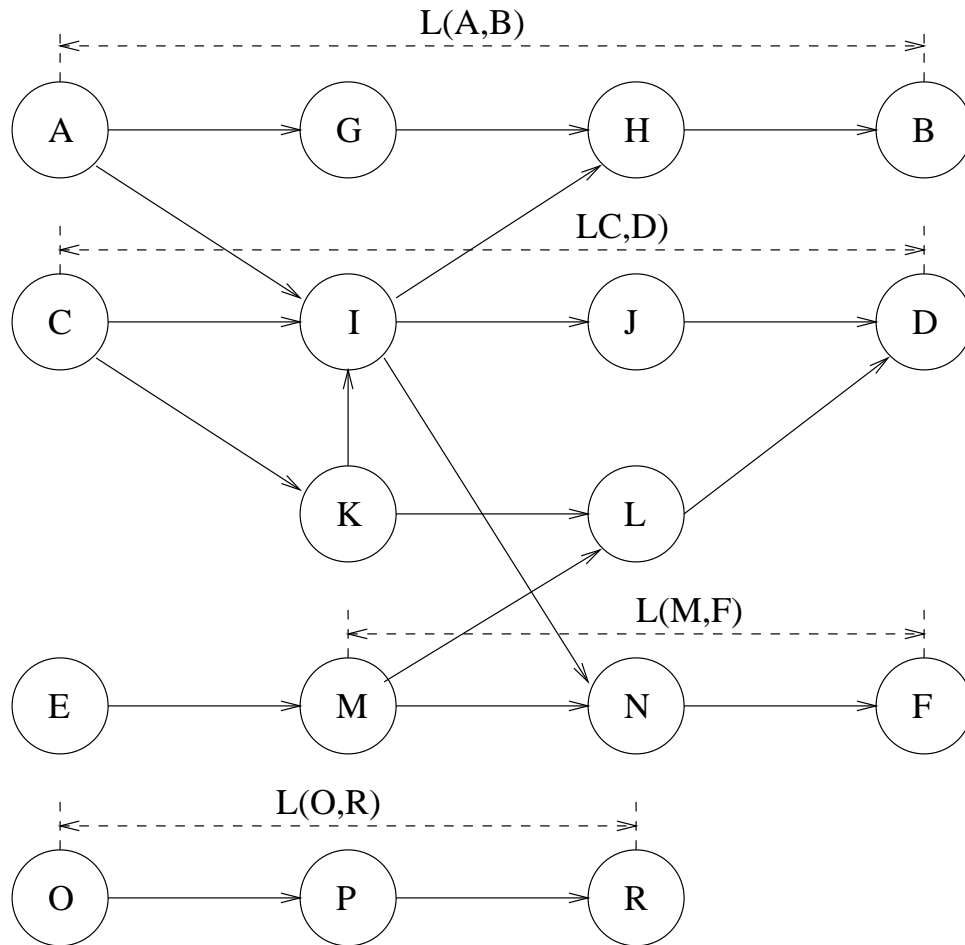 L(A,B)
A G H B
LC,D)
C I J D
K L
L(M,F)
E M N F
L(O,R)
O P R